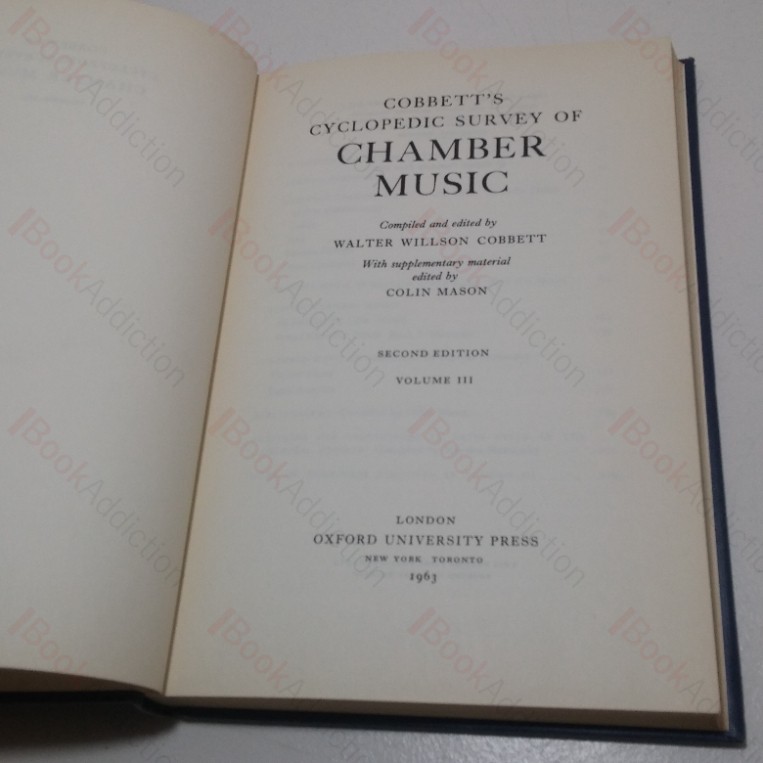 COBBETT'S
CYCLOPEDIC SURVEY OF
CHAMBER
MUSIC
Compiled and edited by
WALTER WILLSON COBBETT
With supplementary material
edited by
COLIN MASON
SECOND EDITION
VOLUME III
LONDON
OXFORD UNIVERSITY PRESS
NEW YORK TORONTO
1963
BookAddiction